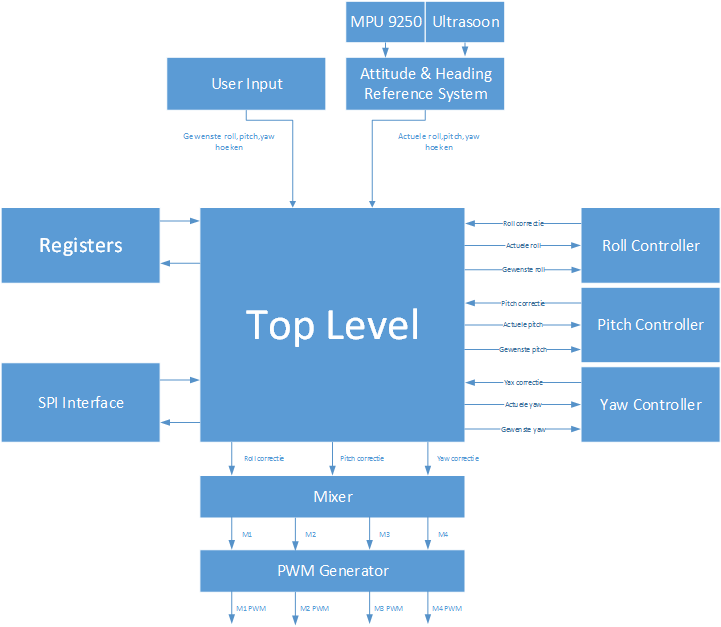 MPU 9250
Ultrasoon
User Input
Attitude & Heading
Reference System
Gewenste roll,pitch,yaw
hoeken
Actuele roll,pitch,yaw
hoeken
Registers
Top Level
Roll correctie
Actuele roll
Gewenste roll
Roll Controller
Pitch correctie
Actuele pitch
Gewenste pitch
Pitch Controller
SPI Interface
Yax correctie
Actuele yaw
Gewenste yaw
Yaw Controller
Roll correctie
Pitch correctie
Yaw correctie
Mixer
M1
M2
M3
M4
PWM Generator
M1 PWM
M2 PWM
M3 PWM
M4 PWM